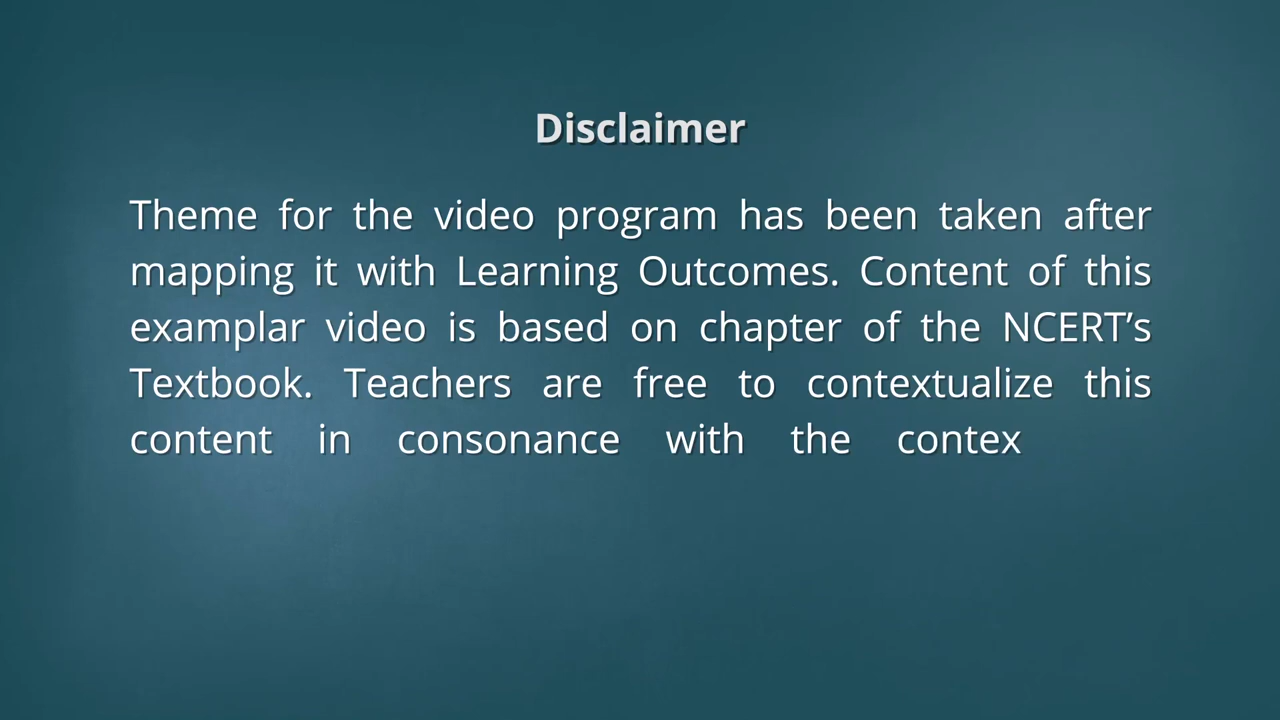 Disclaimer
Theme for the video program has been taken after
mapping it with Learning Outcomes. Content of this
examplar video is based on chapter of the NCERT’s
Textbook. Teachers are free to contextualize this
content in consonance with the contex